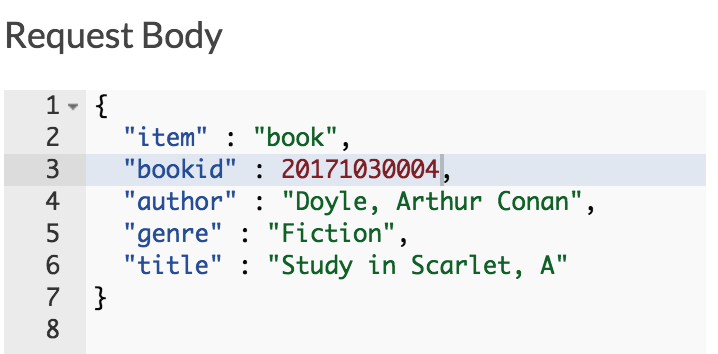 Request Body
1 {
2 "item" : "book",
3 "bookid" : 20171030004,
4 "author" : "Doyle, Arthur Conan",
5 "genre" : "Fiction",
6 "title" : "Study in Scarlet, A"
7 }
8